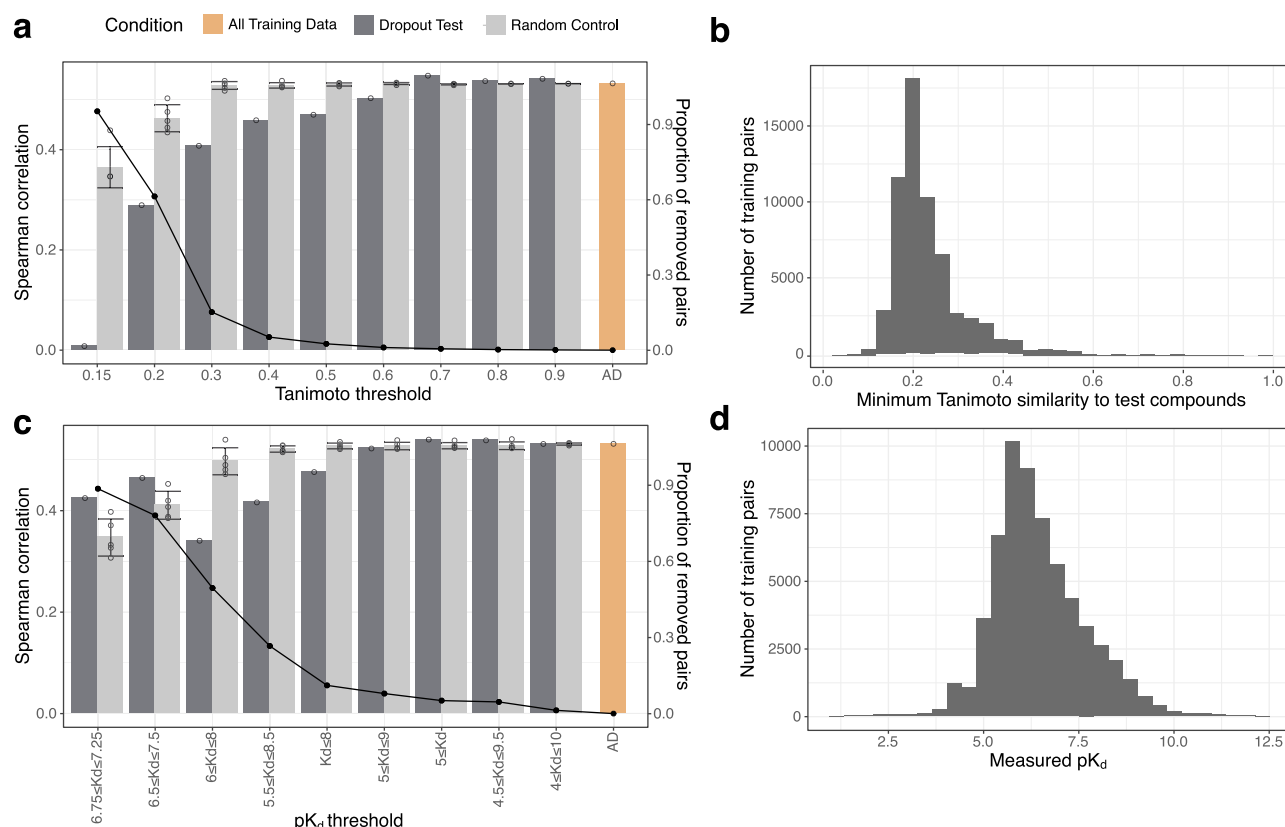 a
Condition
All Training Data
Dropout Test
Random Control
Spearman correlation
0.4
0.2
0.0
0.9
0.6
0.3
0.0
Proportion of removed pairs
0.15 0.2 0.3 0.4 0.5 0.6 0.7 0.8 0.9 AD
Tanimoto threshold
b
Number of training pairs
15000
10000
5000
0
0.0 0.2 0.4 0.6 0.8 1.0
Minimum Tanimoto similarity to test compounds
c
Spearman correlation
0.4
0.2
0.0
0.9
0.6
0.3
0.0
Proportion of removed pairs
6.75≤Kd≤7.25
6.5≤Kd≤7.5
6≤Kd≤8
5.5≤Kd≤8.5
Kd≤8
5≤Kd≤9
5≤Kd
4.5≤Kd≤9.5
4≤Kd≤10
AD
pKd threshold
d
Number of training pairs
10000
7500
5000
2500
0
2.5 5.0 7.5 10.0 12.5
Measured pKd